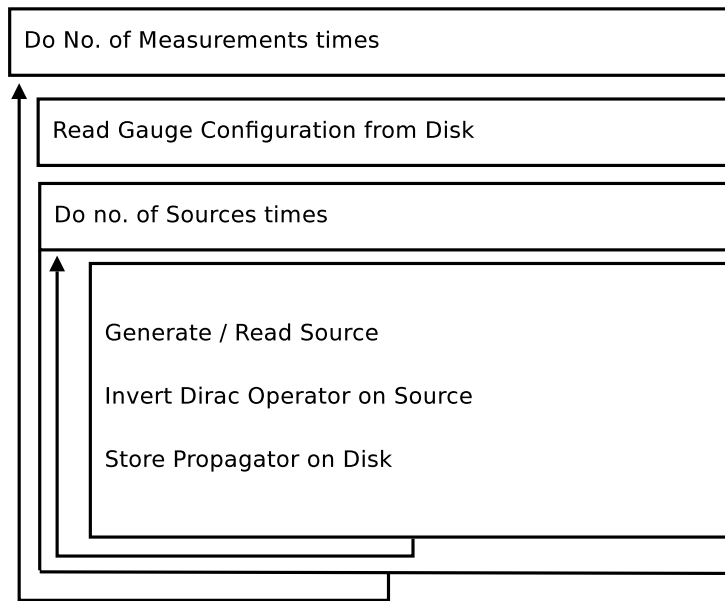 Do No. of Measurements times
Read Gauge Configuration from Disk
Do no. of Sources times
Generate / Read Source
Invert Dirac Operator on Source
Store Propagator on Disk